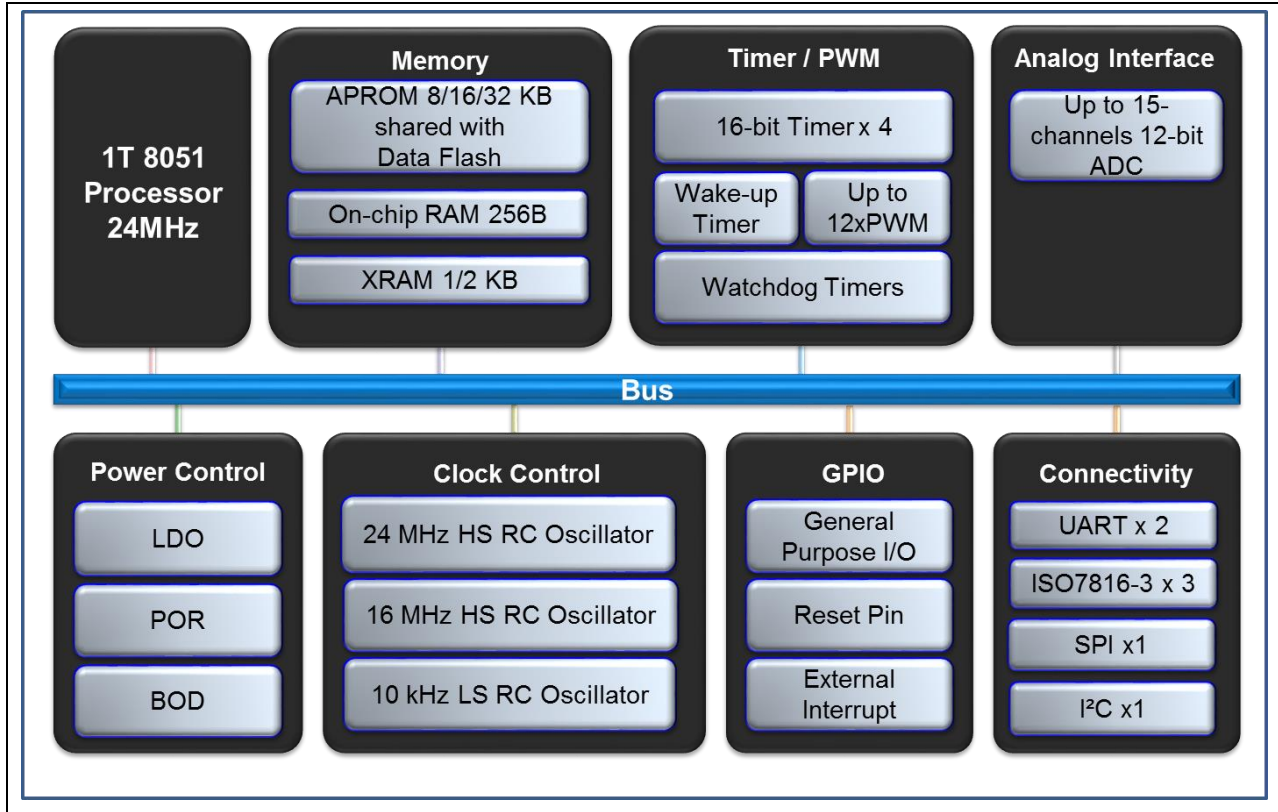 1T 8051
Processor
24MHz
Memory
APROM 8/16/32 KB
shared with
Data Flash
On-chip RAM 256B
XRAM 1/2 KB
Timer / PWM
16-bit Timer x 4
Wake-up
Timer
Up to
12xPWM
Watchdog Timers
Analog Interface
Up to 15-
channels 12-bit
ADC
Bus
Power Control
LDO
POR
BOD
Clock Control
24 MHz HS RC Oscillator
16 MHz HS RC Oscillator
10 kHz LS RC Oscillator
GPIO
General
Purpose I/O
Reset Pin
External
Interrupt
Connectivity
UART x 2
ISO7816-3 x 3
SPI x1
I²C x1